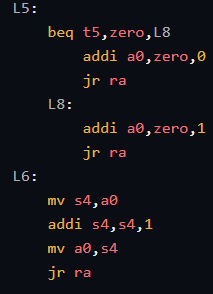 L5:
beq t5,zero,L8
addi a0,zero,0
jr ra
L8:
addi a0,zero,1
jr ra
L6:
mv s4,a0
addi s4,s4,1
mv a0,s4
jr ra